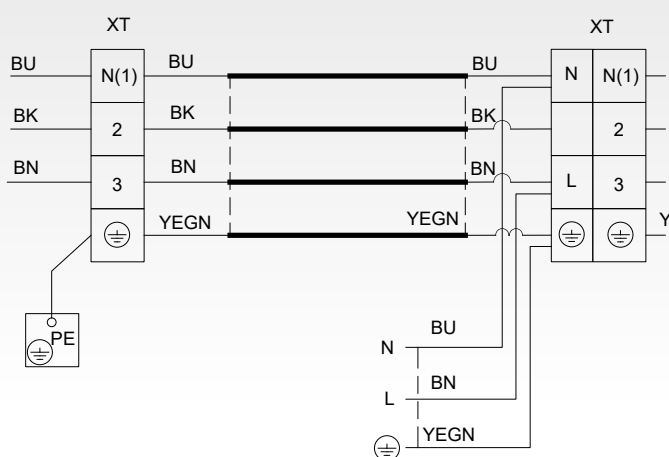 XT XT
BU BU BU N N(1)
N(1)
BK BK BK
2 2
BN BN BN L 3
3
YEGN YEGN Y
PE
N BU
L BN
YEGN